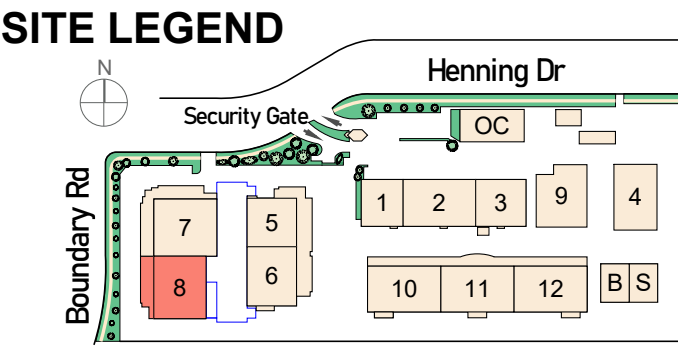 SITE LEGEND
N
Henning Dr
Security Gate
OC
Boundary Rd
1 2 3 9 4
7 5
8 6
10 11 12 B S